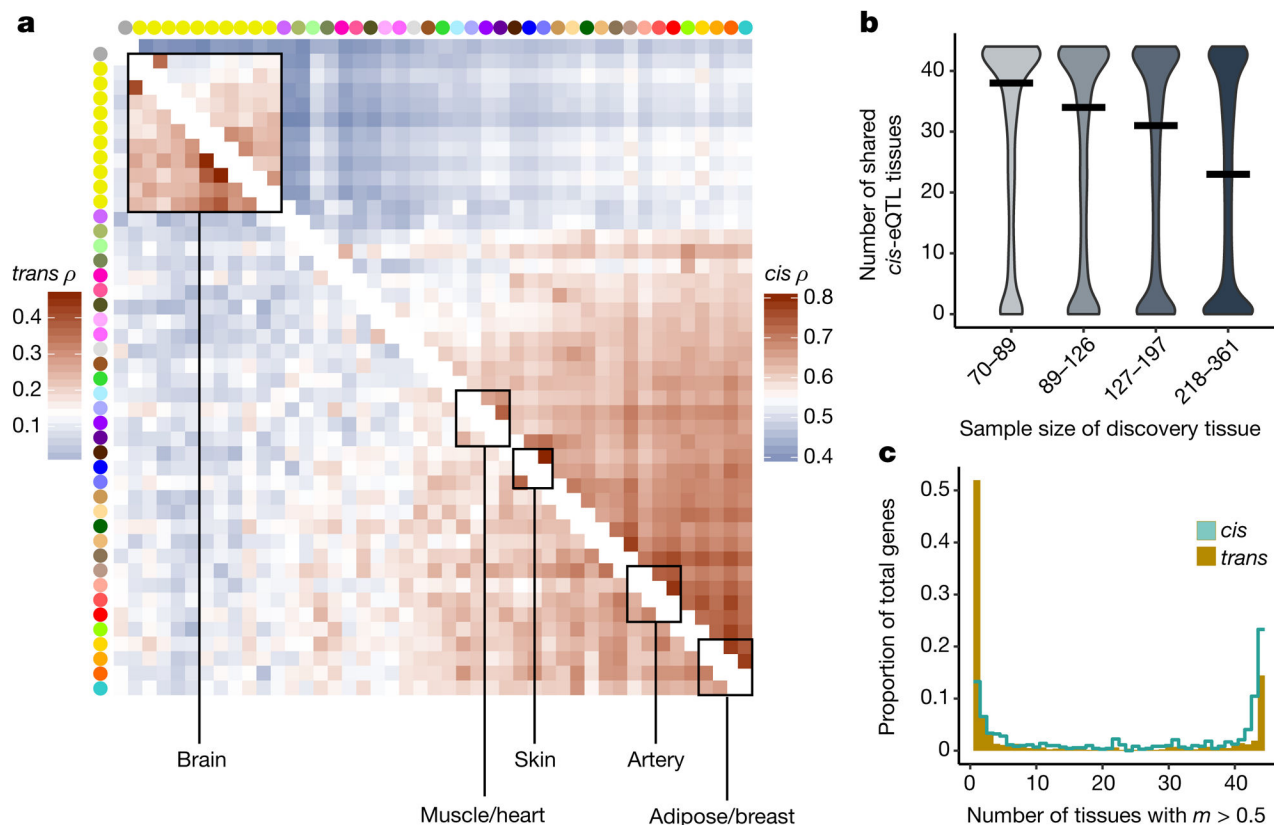 a
trans ρ
0.4
0.3
0.2
0.1
cis ρ
0.8
0.7
0.6
0.5
0.4
Brain
Muscle/heart
Skin
Artery
Adipose/breast
b
Number of shared
cis-eQTL tissues
40
30
20
10
0
70–89
89–126
127–197
218–361
Sample size of discovery tissue
c
Proportion of total genes
0.5
0.4
0.3
0.2
0.1
0
cis
trans
0
10
20
30
40
Number of tissues with m > 0.5